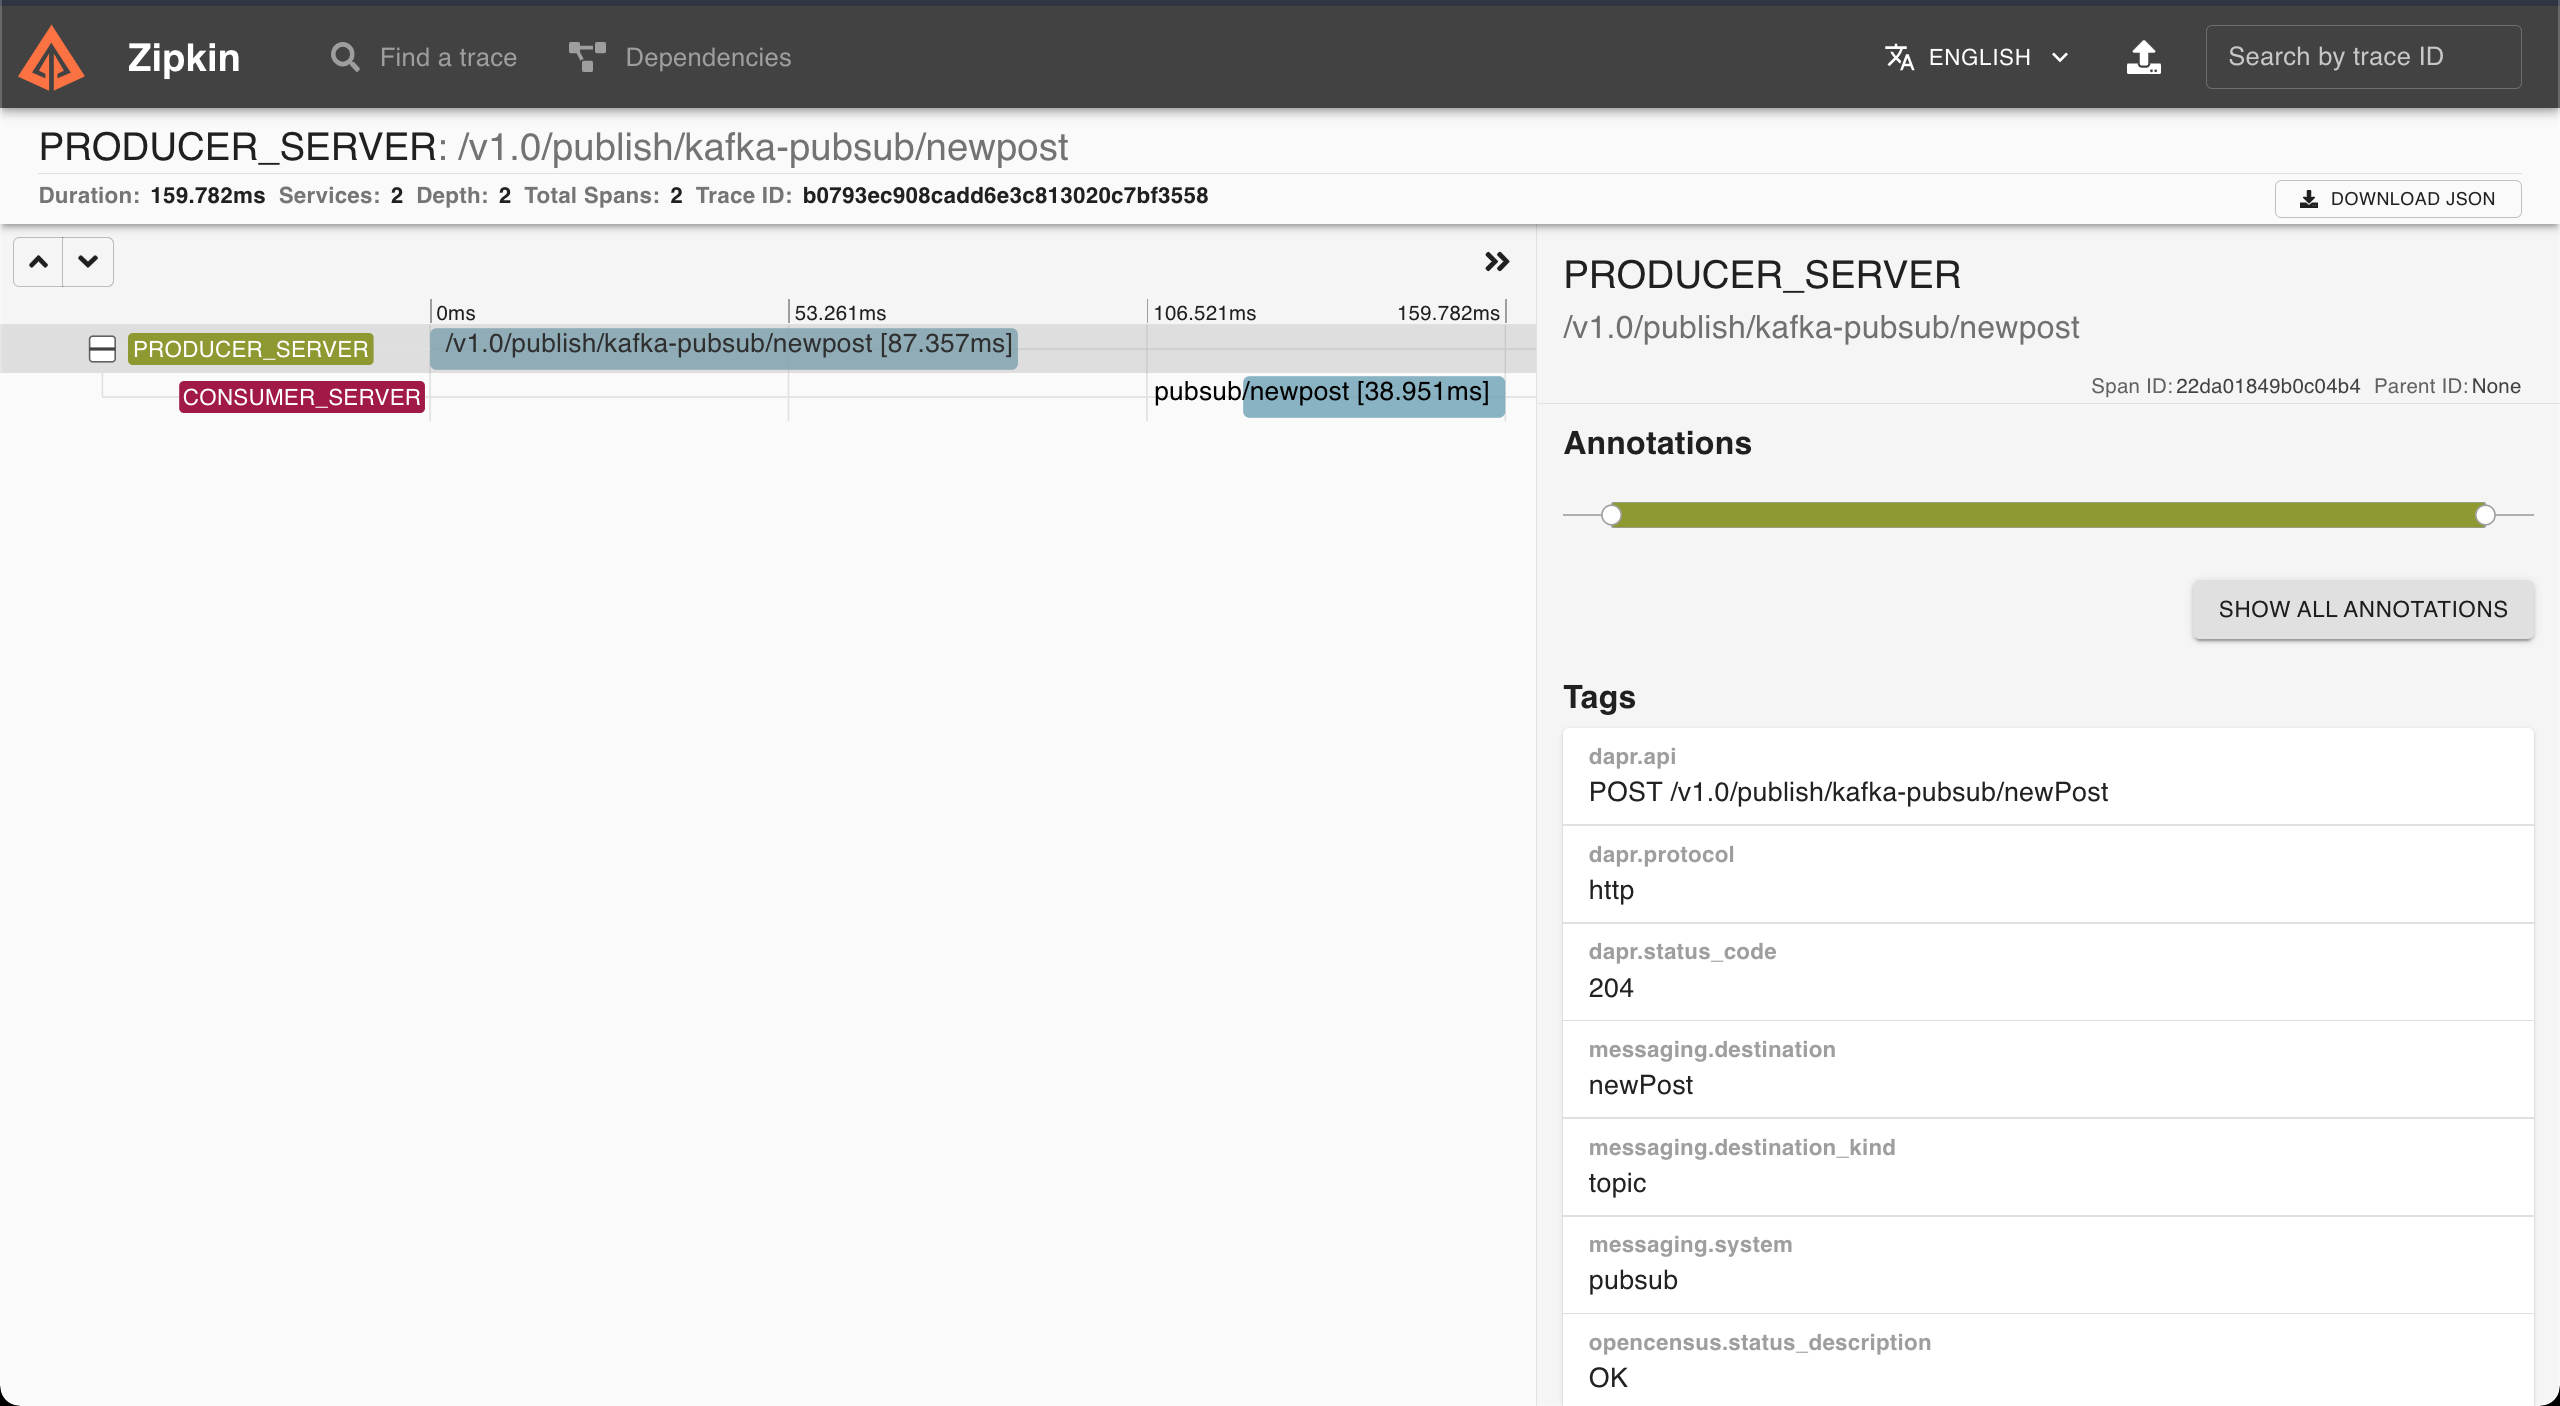 Zipkin Find a trace Dependencies ENGLISH Search by trace ID
PRODUCER_SERVER: /v1.0/publish/kafka-pubsub/newpost
Duration: 159.782ms Services: 2 Depth: 2 Total Spans: 2 Trace ID: b0793ec908cadd6e3c813020c7bf3558
DOWNLOAD JSON
0ms 53.261ms 106.521ms 159.782ms
PRODUCER_SERVER /v1.0/publish/kafka-pubsub/newpost [87.357ms]
CONSUMER_SERVER pubsub/newpost [38.951ms]
PRODUCER_SERVER
/v1.0/publish/kafka-pubsub/newpost
Span ID: 22da01849b0c04b4 Parent ID: None
Annotations
SHOW ALL ANNOTATIONS
Tags
dapr.api
POST /v1.0/publish/kafka-pubsub/newPost
dapr.protocol
http
dapr.status_code
204
messaging.destination
newPost
messaging.destination_kind
topic
messaging.system
pubsub
opencensus.status_description
OK